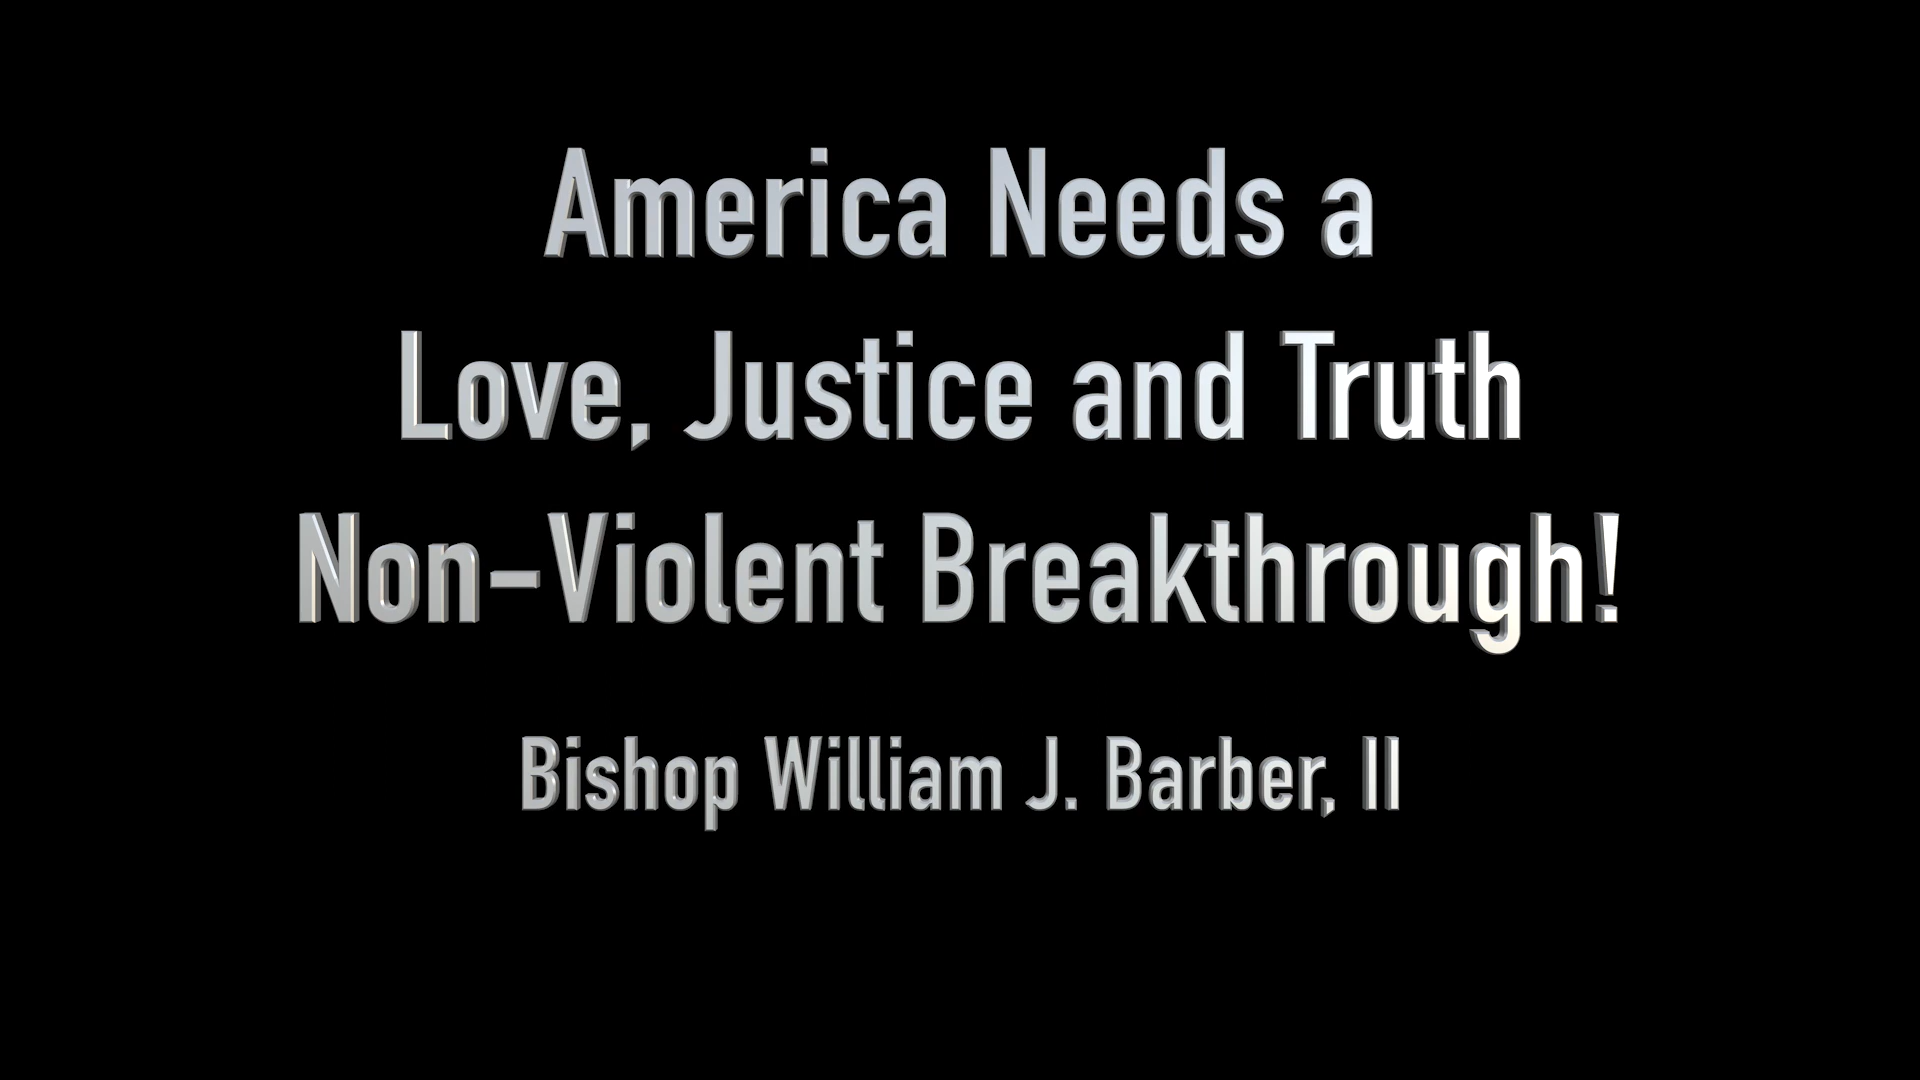 America Needs a
Love, Justice and Truth
Non-Violent Breakthrough!
Bishop William J. Barber, II